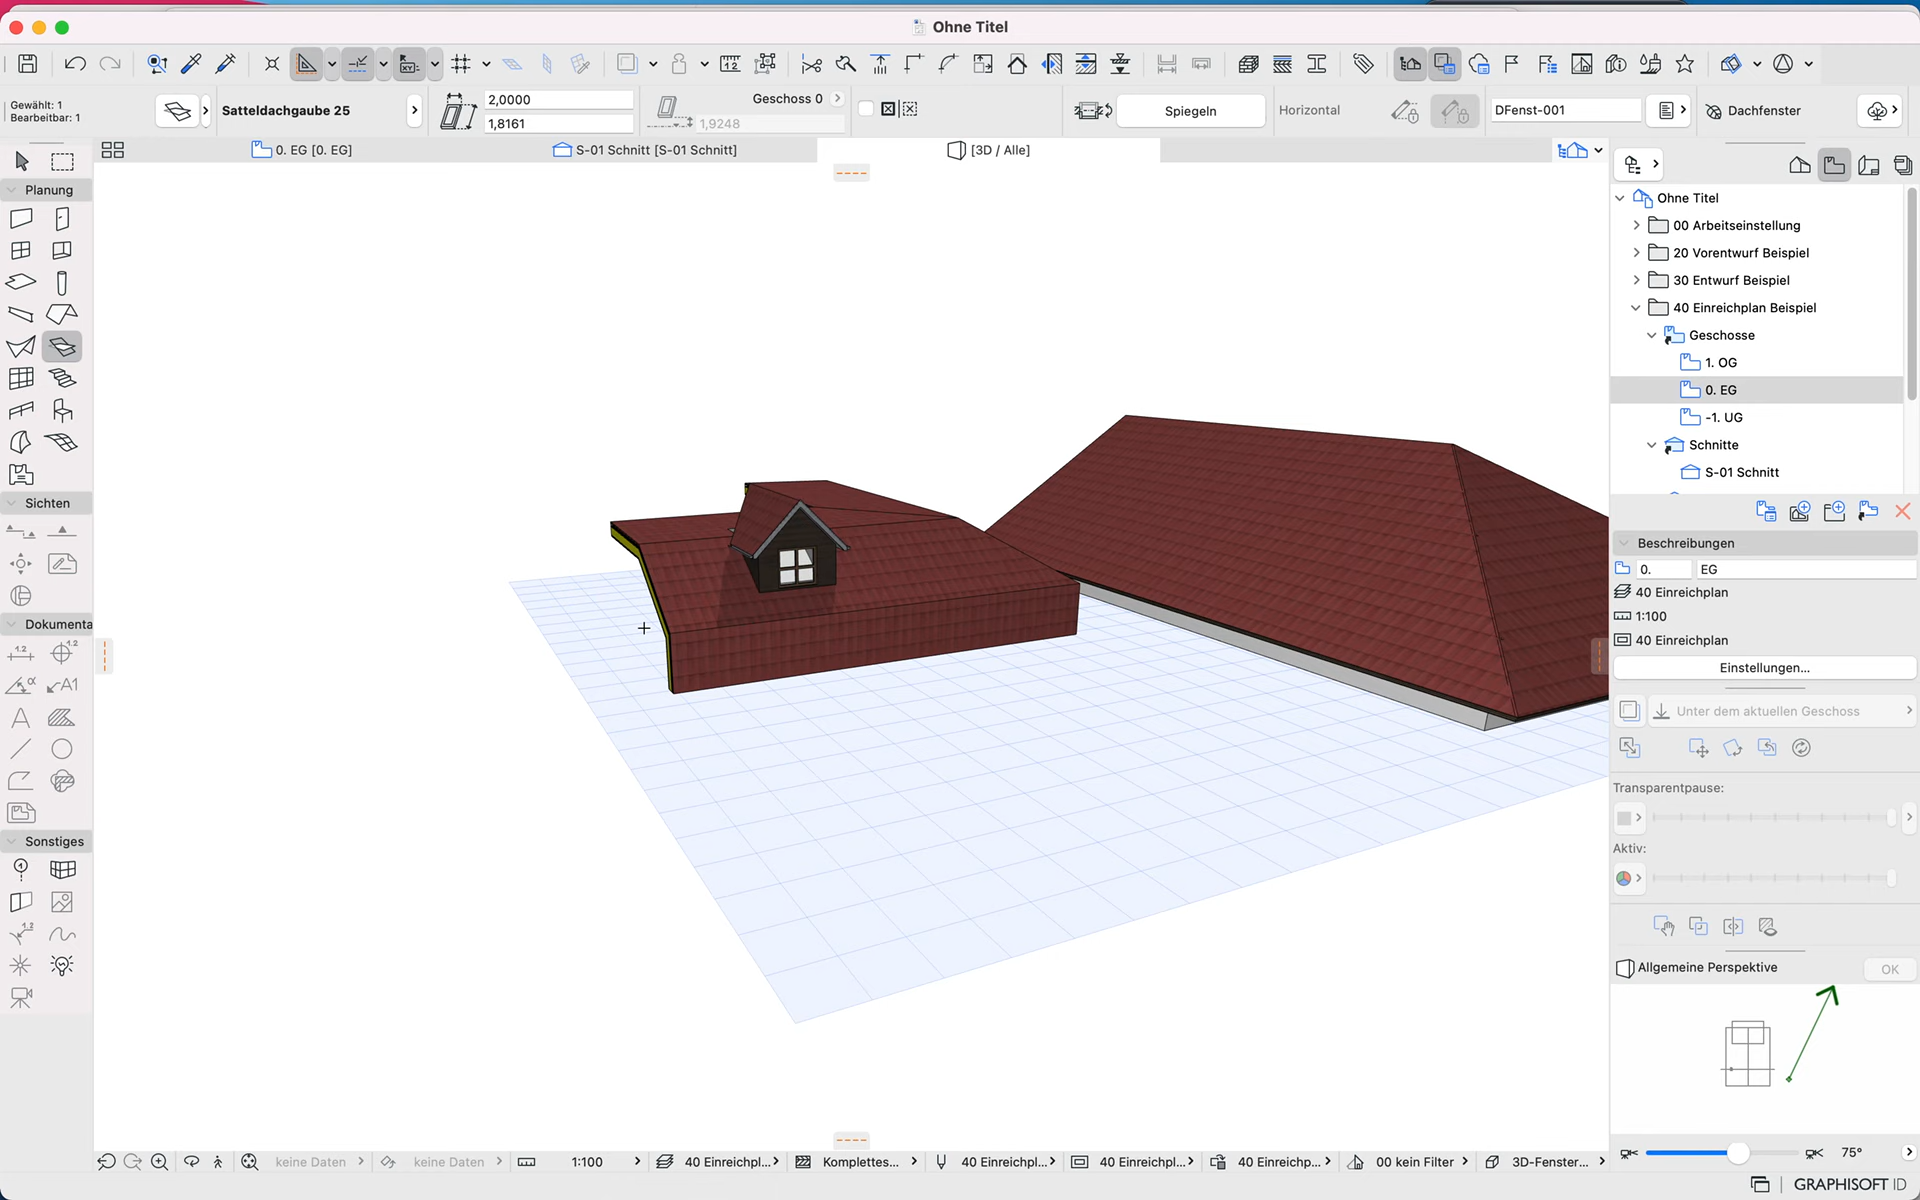 Ohne Titel
Gewählt: 1
Bearbeitbar: 1
Satteldachgaube 25
2,0000
1,8161
Geschoss 0
1,9248
Spiegeln
Horizontal
DFenst-001
Dachfenster
0. EG [0. EG]
S-01 Schnitt [S-01 Schnitt]
[3D / Alle]
Planung
Sichten
Dokumenta
Sonstiges
Ohne Titel
00 Arbeitseinstellung
20 Vorentwurf Beispiel
30 Entwurf Beispiel
40 Einreichplan Beispiel
Geschosse
1. OG
0. EG
-1. UG
Schnitte
S-01 Schnitt
Beschreibungen
0.
EG
40 Einreichplan
1:100
40 Einreichplan
Einstellungen...
Unter dem aktuellen Geschoss
Transparentpause:
Aktiv:
Allgemeine Perspektive
OK
75°
keine Daten
keine Daten
1:100
40 Einreichpl...
Komplettes...
40 Einreichpl...
40 Einreichpl...
40 Einreichp...
00 kein Filter
3D-Fenster...
GRAPHISOFT ID